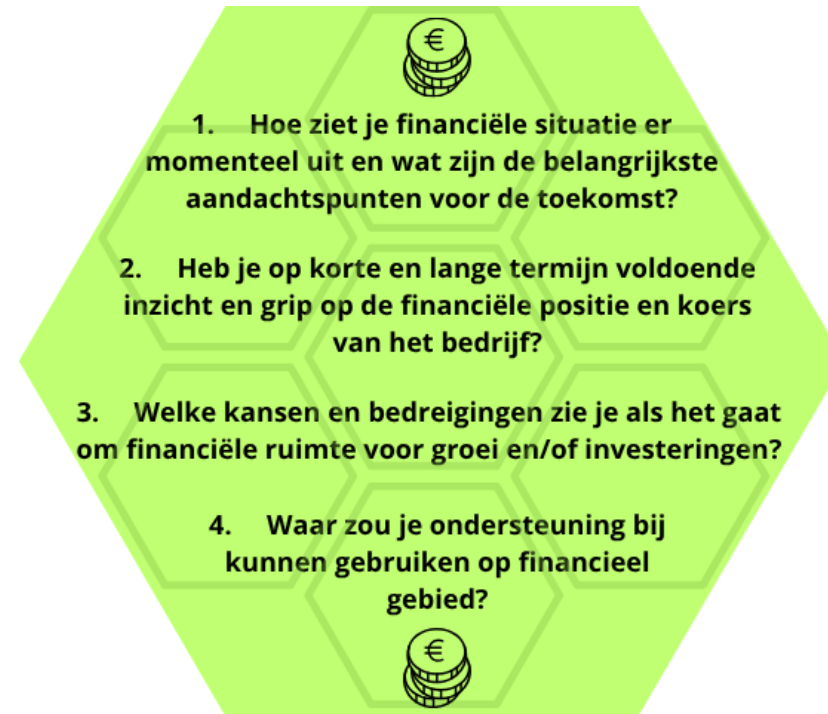 €
1. Hoe ziet je financiële situatie er
momenteel uit en wat zijn de belangrijkste
aandachtspunten voor de toekomst?
2. Heb je op korte en lange termijn voldoende
inzicht en grip op de financiële positie en koers
van het bedrijf?
3. Welke kansen en bedreigingen zie je als het gaat
om financiële ruimte voor groei en/of investeringen?
4. Waar zou je ondersteuning bij
kunnen gebruiken op financieel
gebied?
€